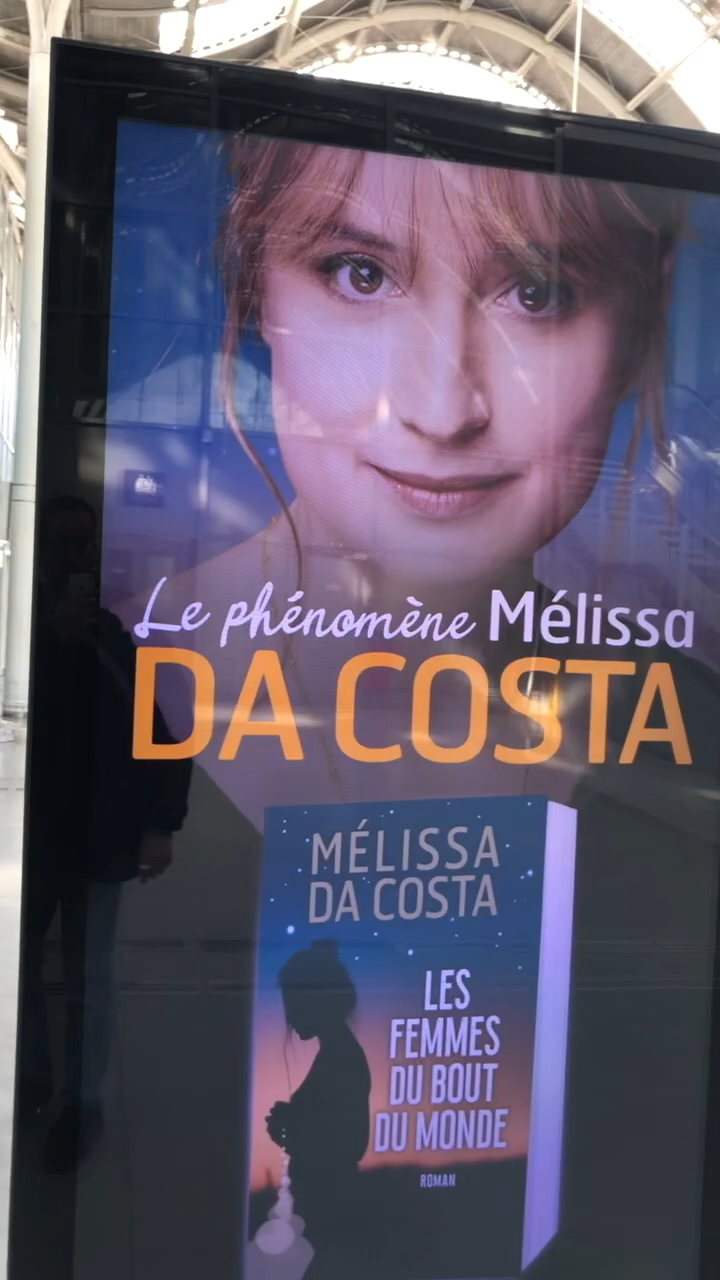 Le phénomène Mélissa
DA COSTA
MÉLISSA
DA COSTA
LES
FEMMES
DU BOUT
DU MONDE
ROMAN